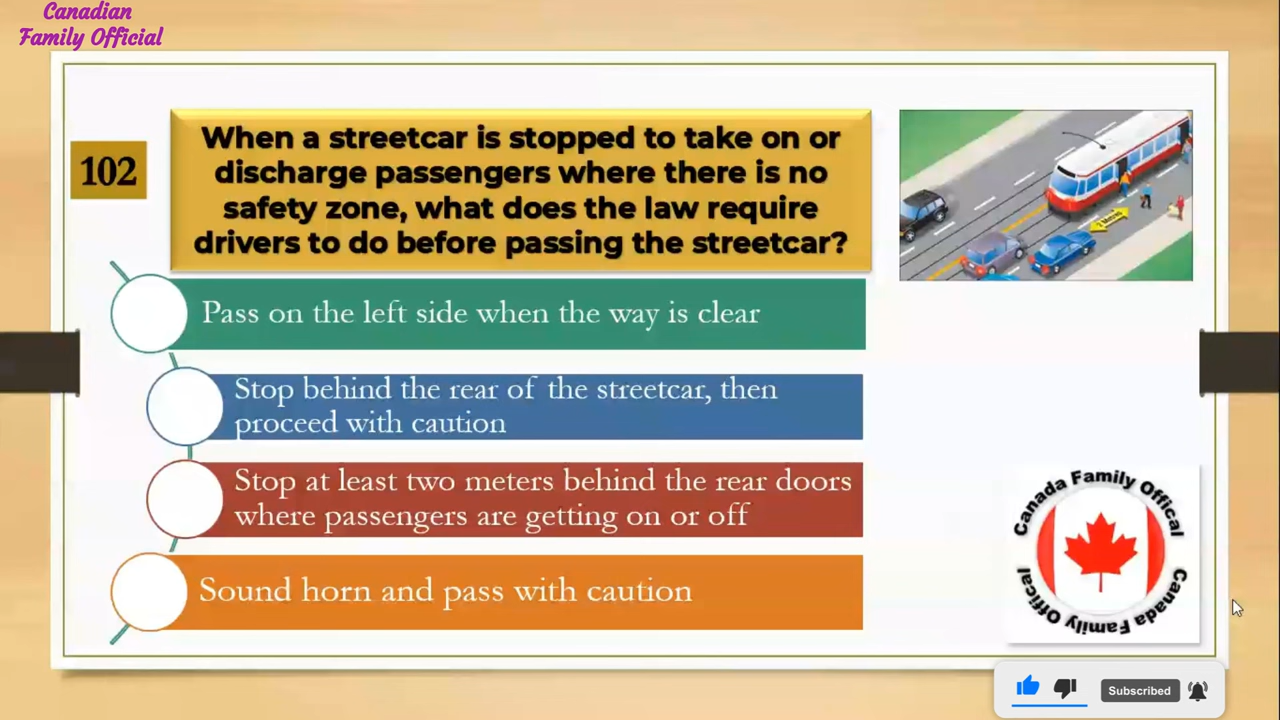 Canadian
Family Official
102
When a streetcar is stopped to take on or
discharge passengers where there is no
safety zone, what does the law require
drivers to do before passing the streetcar?
2 Metres
Pass on the left side when the way is clear
Stop behind the rear of the streetcar, then
proceed with caution
Stop at least two meters behind the rear doors
where passengers are getting on or off
Sound horn and pass with caution
Canada Family Offical
Canada Family Offical
Subscribed